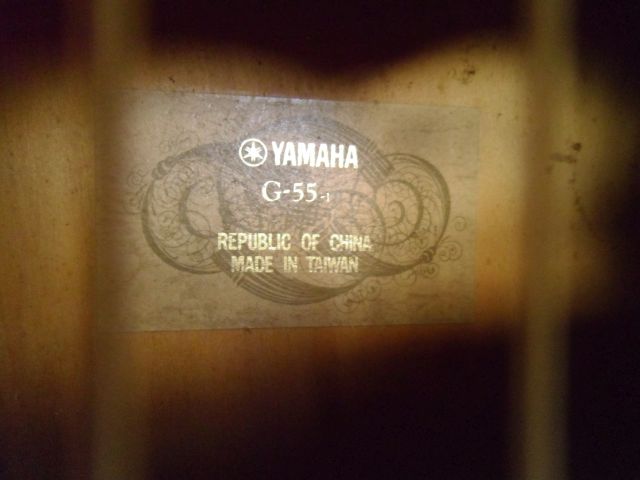 YAMAHA
G-55-1
REPUBLIC OF CHINA
MADE IN TAIWAN